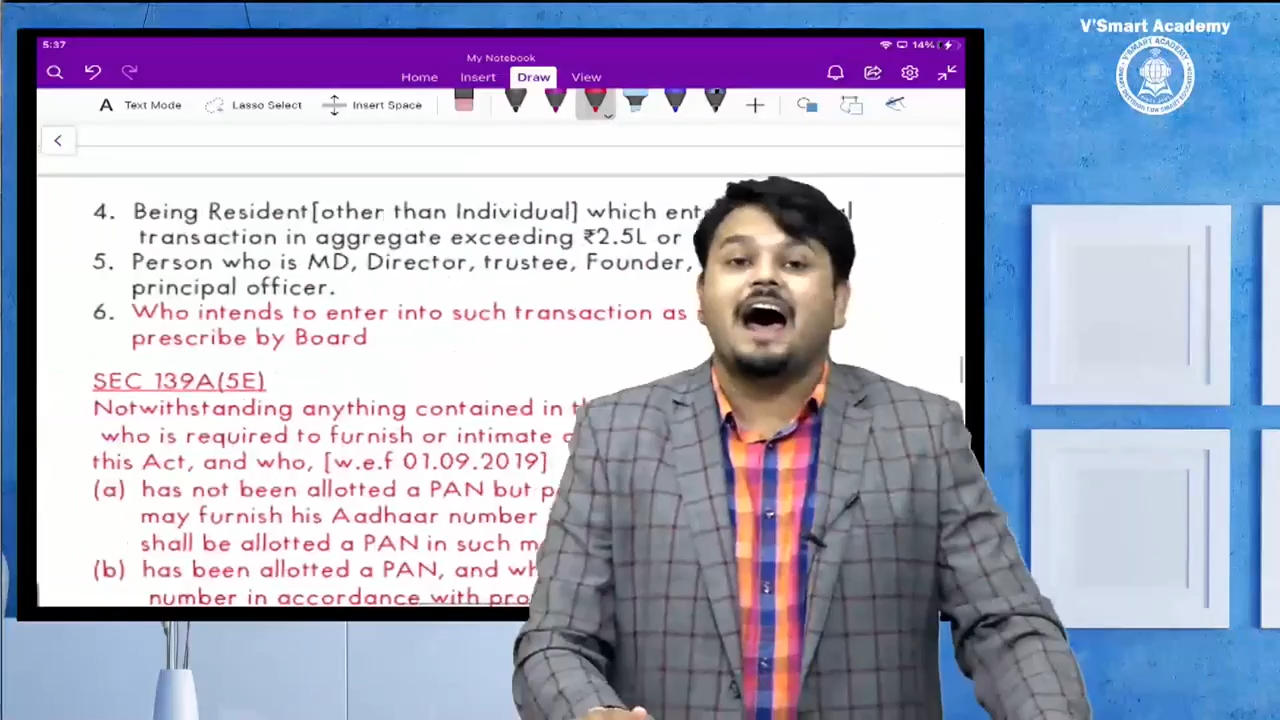 V'Smart Academy
5:37
14%
My Notebook
Home Insert Draw View
Text Mode Lasso Select Insert Space
4. Being Resident[other than Individual] which
transaction in aggregate exceeding ₹2.5L or
5. Person who is MD, Director, trustee, Founder,
principal officer.
6. Who intends to enter into such transaction as
prescribe by Board
SEC 139A(5E)
Notwithstanding anything contained in
who is required to furnish or intimate
this Act, and who, [w.e.f 01.09.2019]
(a) has not been allotted a PAN but
may furnish his Aadhaar number
shall be allotted a PAN in such
(b) has been allotted a PAN, and
number in accordance with